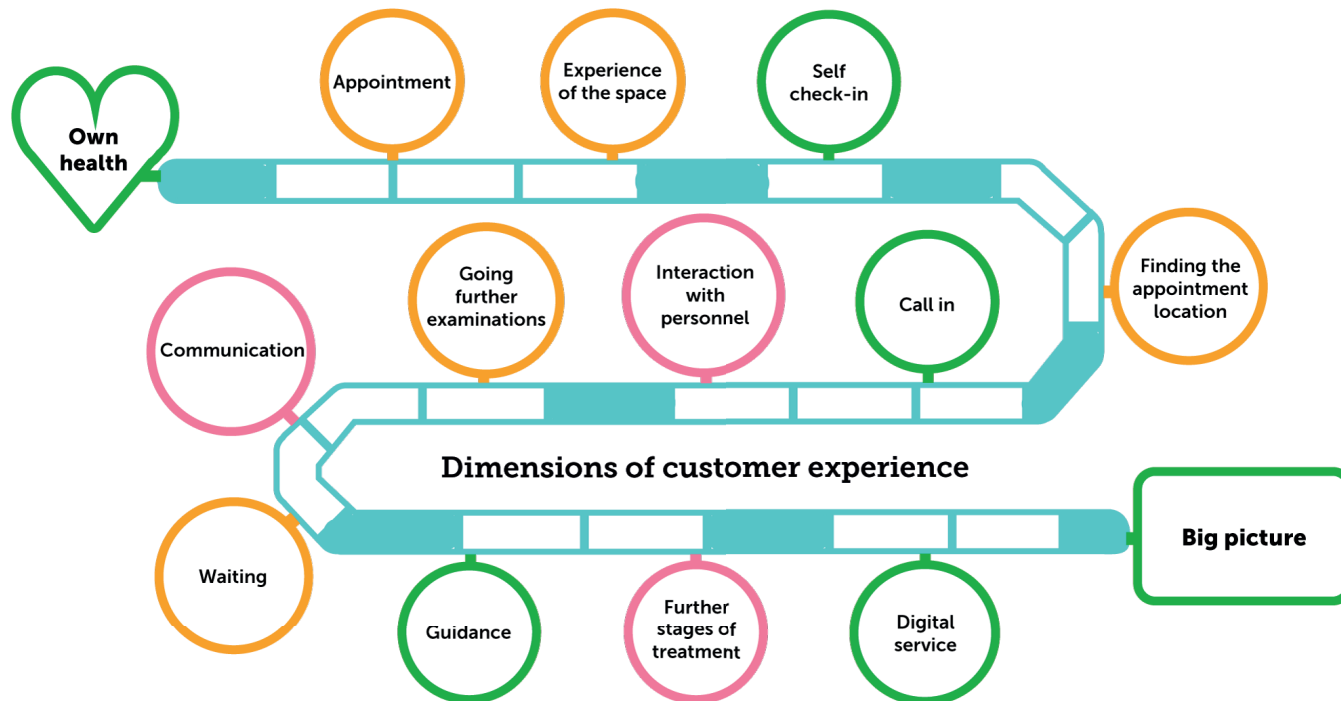 Own
health
Appointment
Experience
of the space
Self
check-in
Finding the
appointment
location
Call in
Interaction
with
personnel
Going
further
examinations
Communication
Dimensions of customer experience
Waiting
Guidance
Further
stages of
treatment
Digital
service
Big picture